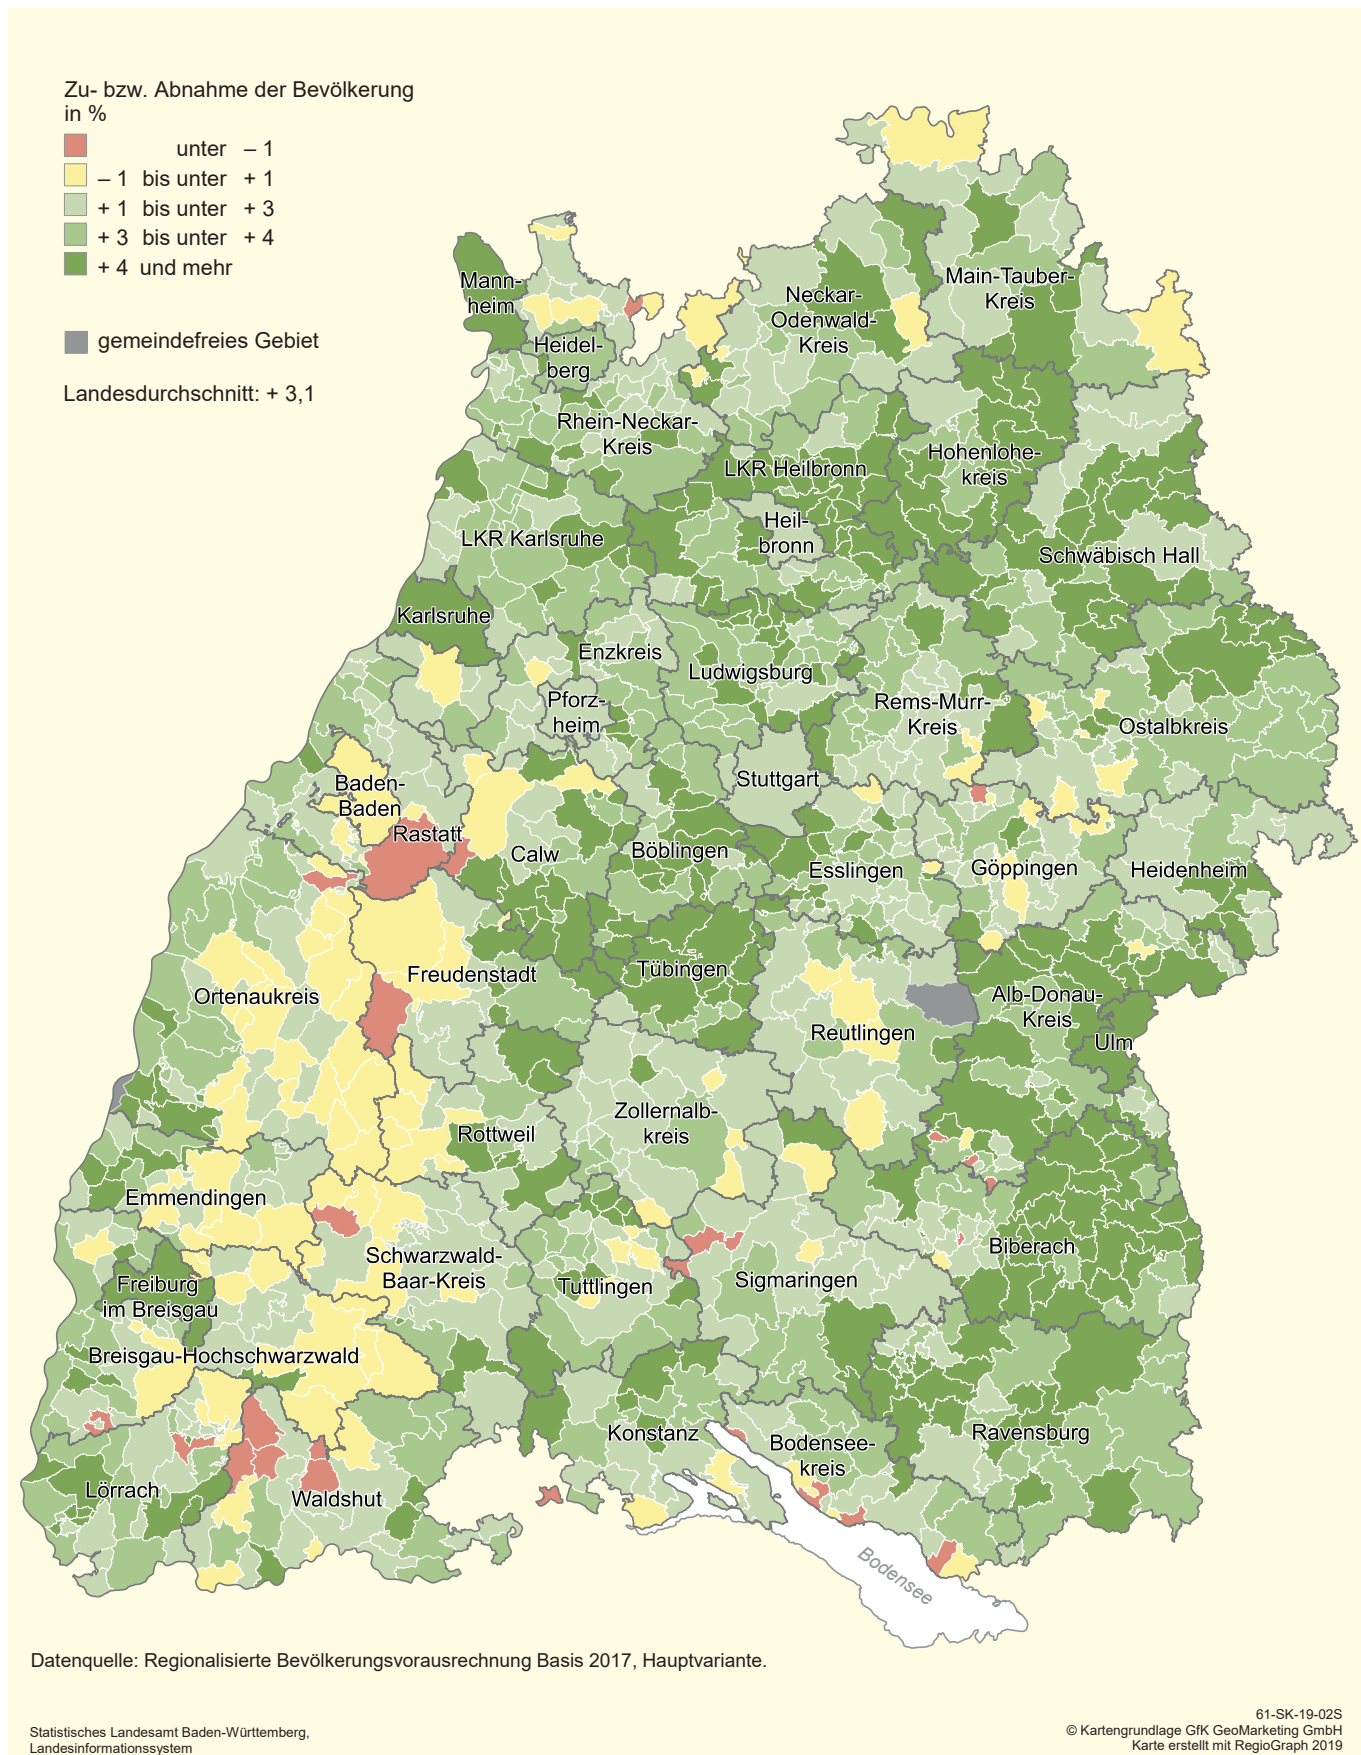 Zu- bzw. Abnahme der Bevölkerung
in %
unter – 1
– 1 bis unter + 1
+ 1 bis unter + 3
+ 3 bis unter + 4
+ 4 und mehr
gemeindefreies Gebiet
Landesdurchschnitt: + 3,1
Mann-
heim
Heidel-
berg
Rhein-Neckar-
Kreis
Neckar-
Odenwald-
Kreis
Main-Tauber-
Kreis
LKR Heilbronn
Hohenlohe-
kreis
Heil-
bronn
LKR Karlsruhe
Schwäbisch Hall
Karlsruhe
Enzkreis
Ludwigsburg
Pforz-
heim
Rems-Murr-
Kreis
Ostalbkreis
Stuttgart
Baden-
Baden
Rastatt
Calw
Böblingen
Esslingen
Göppingen
Heidenheim
Freudenstadt
Tübingen
Ortenaukreis
Reutlingen
Alb-Donau-
Kreis
Ulm
Zollernalb-
kreis
Rottweil
Emmendingen
Schwarzwald-
Baar-Kreis
Tuttlingen
Sigmaringen
Biberach
Freiburg
im Breisgau
Breisgau-Hochschwarzwald
Konstanz
Bodensee-
kreis
Ravensburg
Lörrach
Waldshut
Bodensee
Datenquelle: Regionalisierte Bevölkerungsvorausrechnung Basis 2017, Hauptvariante.
Statistisches Landesamt Baden-Württemberg,
Landesinformationssystem
61-SK-19-02S
© Kartengrundlage GfK GeoMarketing GmbH
Karte erstellt mit RegioGraph 2019